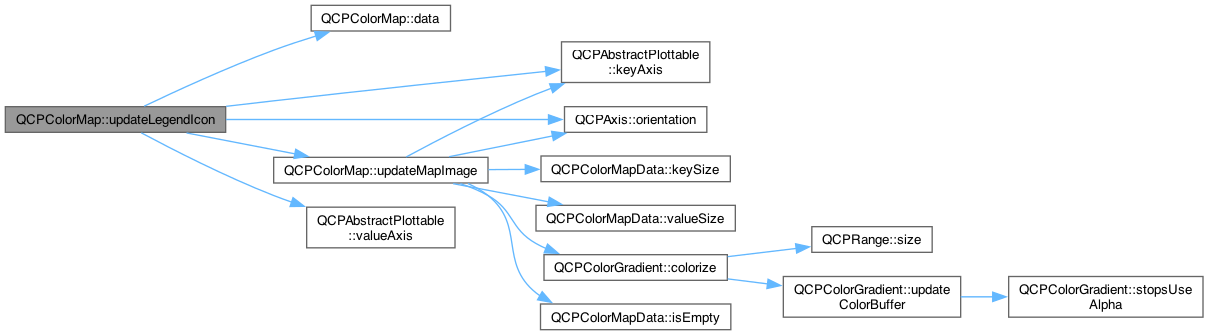 QCPColorMap::data
QCPAbstractPlottable
::keyAxis
QCPColorMap::updateLegendIcon
QCPAxis::orientation
QCPColorMap::updateMapImage
QCPColorMapData::keySize
QCPAbstractPlottable
::valueAxis
QCPColorMapData::valueSize
QCPRange::size
QCPColorGradient::colorize
QCPColorGradient::update
ColorBuffer
QCPColorGradient::stopsUse
Alpha
QCPColorMapData::isEmpty